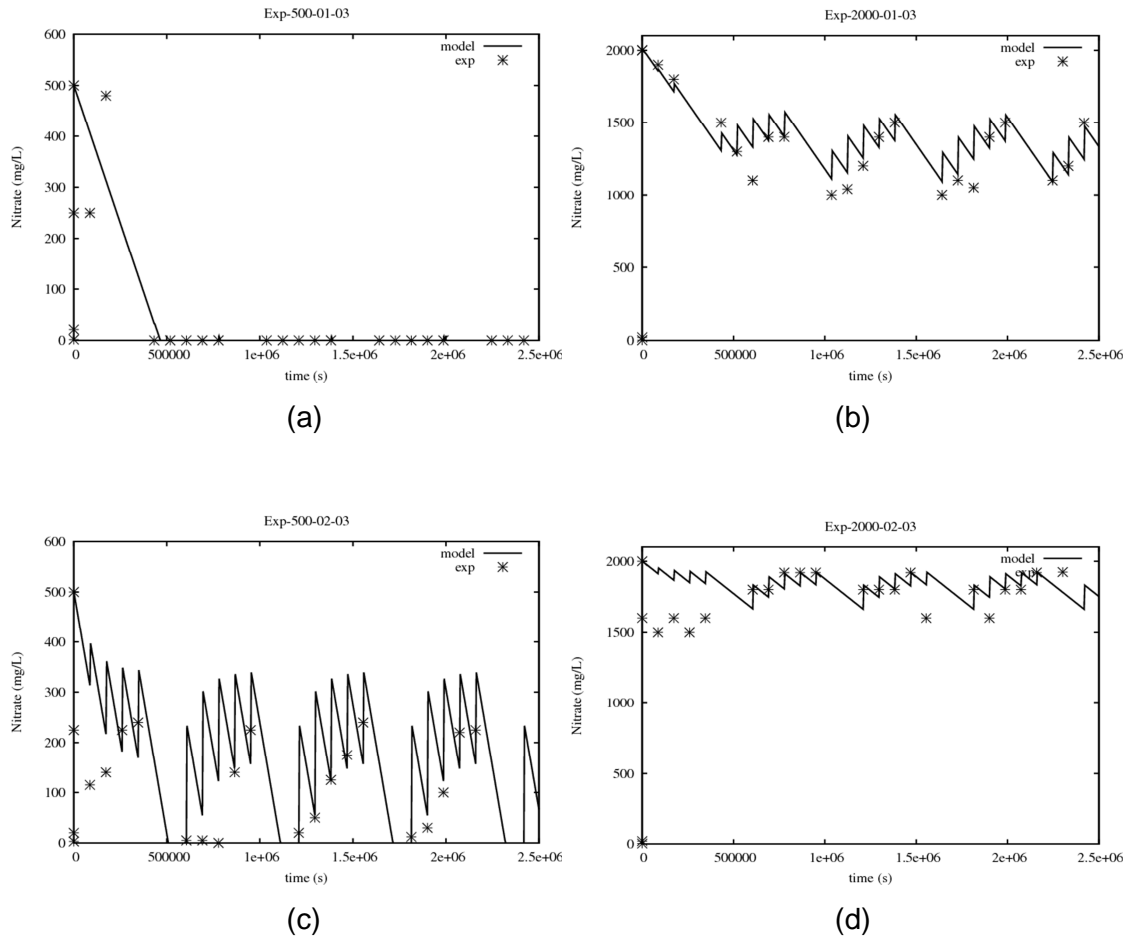 Exp-500-01-03
600
500
400
300
200
100
0
Nitrate (mg/L)
model
exp
0 500000 1e+06 1.5e+06 2e+06 2.5e+06
time (s)
(a)
Exp-2000-01-03
2000
1500
1000
500
0
Nitrate (mg/L)
model
exp
0 500000 1e+06 1.5e+06 2e+06 2.5e+06
time (s)
(b)
Exp-500-02-03
600
500
400
300
200
100
0
Nitrate (mg/L)
model
exp
0 500000 1e+06 1.5e+06 2e+06 2.5e+06
time (s)
(c)
Exp-2000-02-03
2000
1500
1000
500
0
Nitrate (mg/L)
model
exp
0 500000 1e+06 1.5e+06 2e+06 2.5e+06
time (s)
(d)